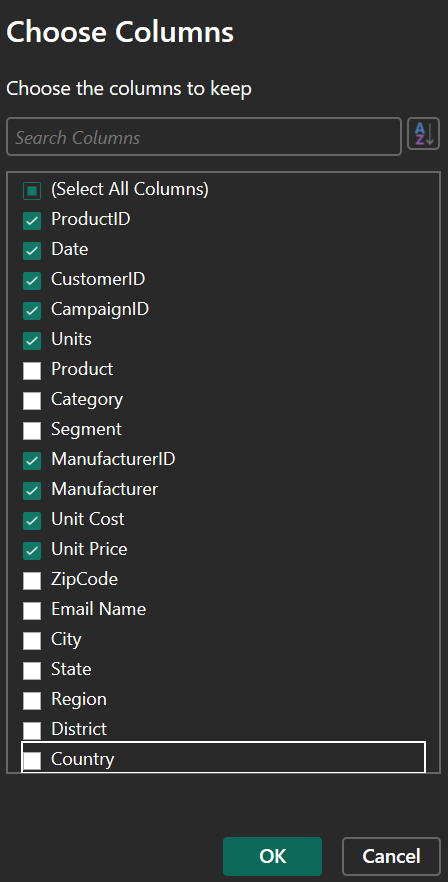 Choose Columns
Choose the columns to keep
Search Columns
AZ
(Select All Columns)
ProductID
Date
CustomerID
CampaignID
Units
Product
Category
Segment
ManufacturerID
Manufacturer
Unit Cost
Unit Price
ZipCode
Email Name
City
State
Region
District
Country
OK Cancel